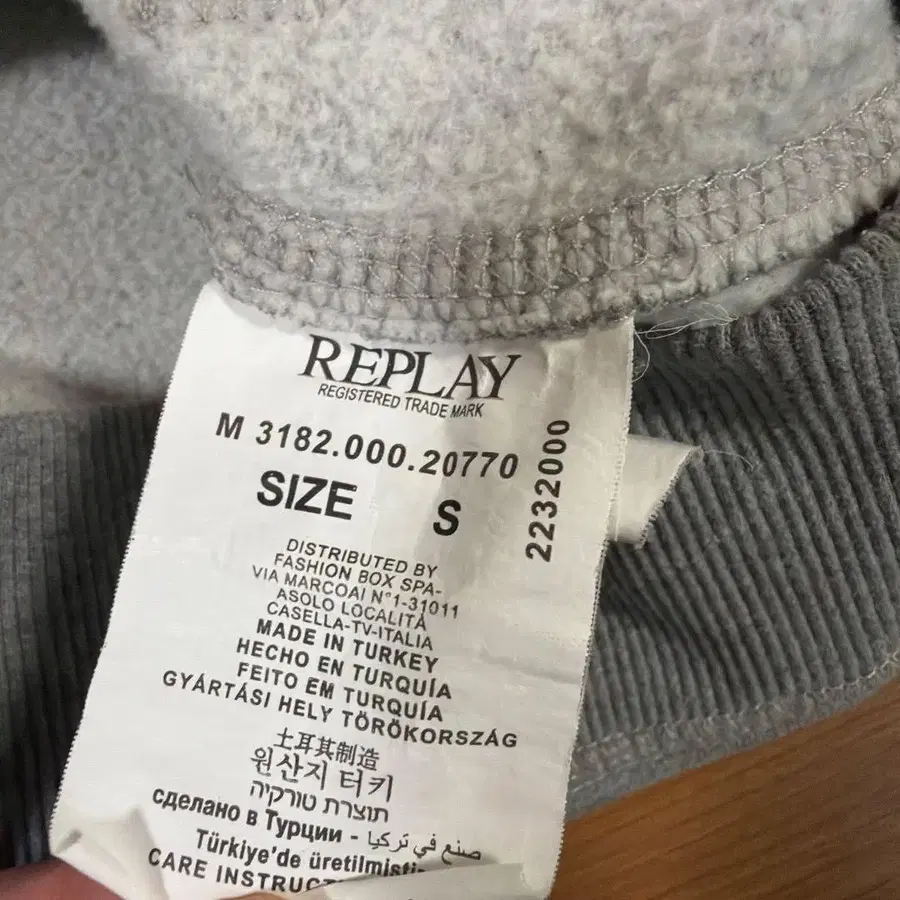 REPLAY
REGISTERED TRADE MARK
M 3182.000.20770
SIZE S
2232000
DISTRIBUTED BY
FASHION BOX SPA-
VIA MARCOAI N°1-31011
ASOLO LOCALITÀ
CASELLA-TV-ITALIA
MADE IN TURKEY
HECHO EN TURQUÍA
FEITO EM TURQUÍA
GYÁRTÁSI HELY TÖRÖKORSZÁG
土耳其制造
원산지 터키
תוצרת טורקיה
сделано в Турции - صنع في تركيا
Türkiye'de
CARE